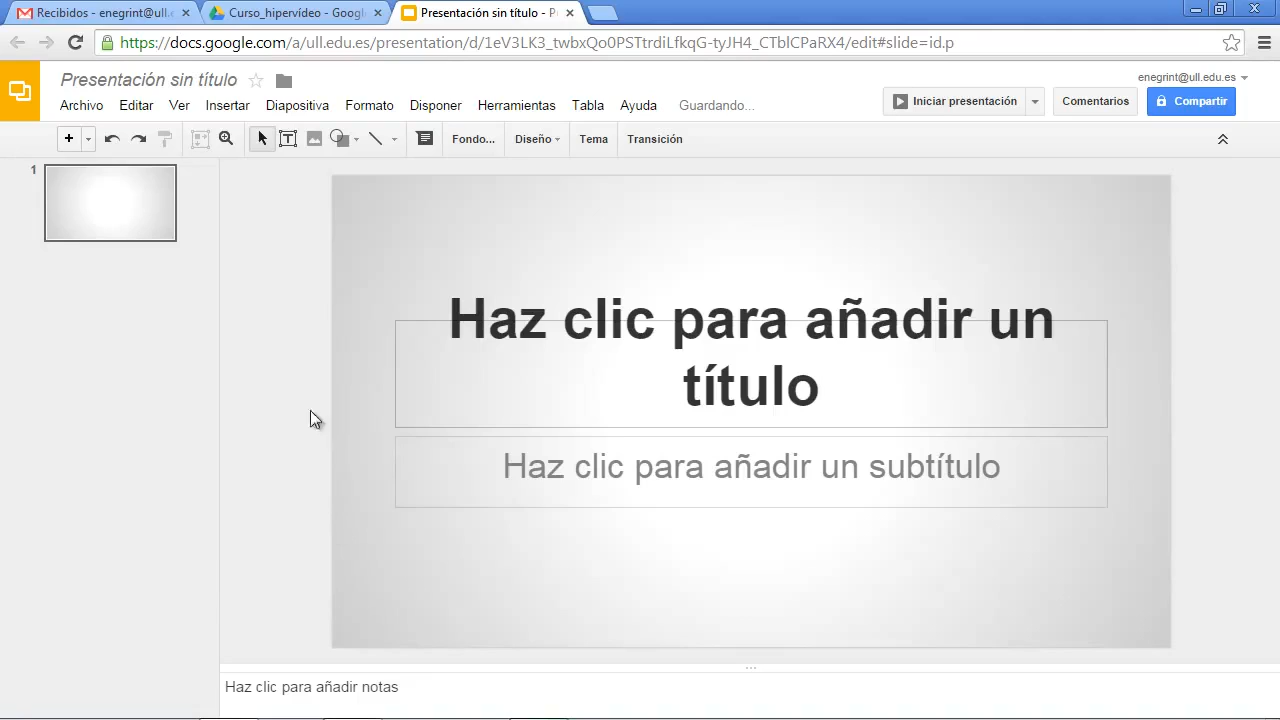 Recibidos - enegrint@ull.e
Curso_hipervídeo - Google
Presentación sin título - P
https://docs.google.com/a/ull.edu.es/presentation/d/1eV3LK3_twbxQo0PSTtrdiLfkqG-tyJH4_CTblCPaRX4/edit#slide=id.p
Presentación sin título
enegrint@ull.edu.es
Archivo Editar Ver Insertar Diapositiva Formato Disponer Herramientas Tabla Ayuda Guardando...
Iniciar presentación
Comentarios
Compartir
Fondo... Diseño Tema Transición
1
Haz clic para añadir un
título
Haz clic para añadir un subtítulo
Haz clic para añadir notas